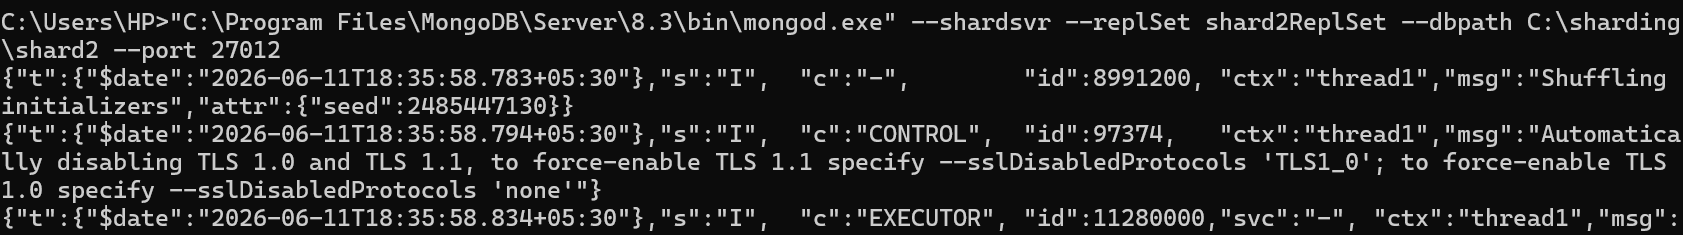 C:\Users\HP>"C:\Program Files\MongoDB\Server\8.3\bin\mongod.exe" --shardsvr --replSet shard2ReplSet --dbpath C:\sharding
\shard2 --port 27012
{"t":{"$date":"2026-06-11T18:35:58.783+05:30"},"s":"I",  "c":"-",        "id":8991200, "ctx":"thread1","msg":"Shuffling
initializers","attr":{"seed":2485447130}}
{"t":{"$date":"2026-06-11T18:35:58.794+05:30"},"s":"I",  "c":"CONTROL",  "id":97374,   "ctx":"thread1","msg":"Automatica
lly disabling TLS 1.0 and TLS 1.1, to force-enable TLS 1.1 specify --sslDisabledProtocols 'TLS1_0'; to force-enable TLS
1.0 specify --sslDisabledProtocols 'none'"}
{"t":{"$date":"2026-06-11T18:35:58.834+05:30"},"s":"I",  "c":"EXECUTOR", "id":11280000,"svc":"-", "ctx":"thread1","msg":